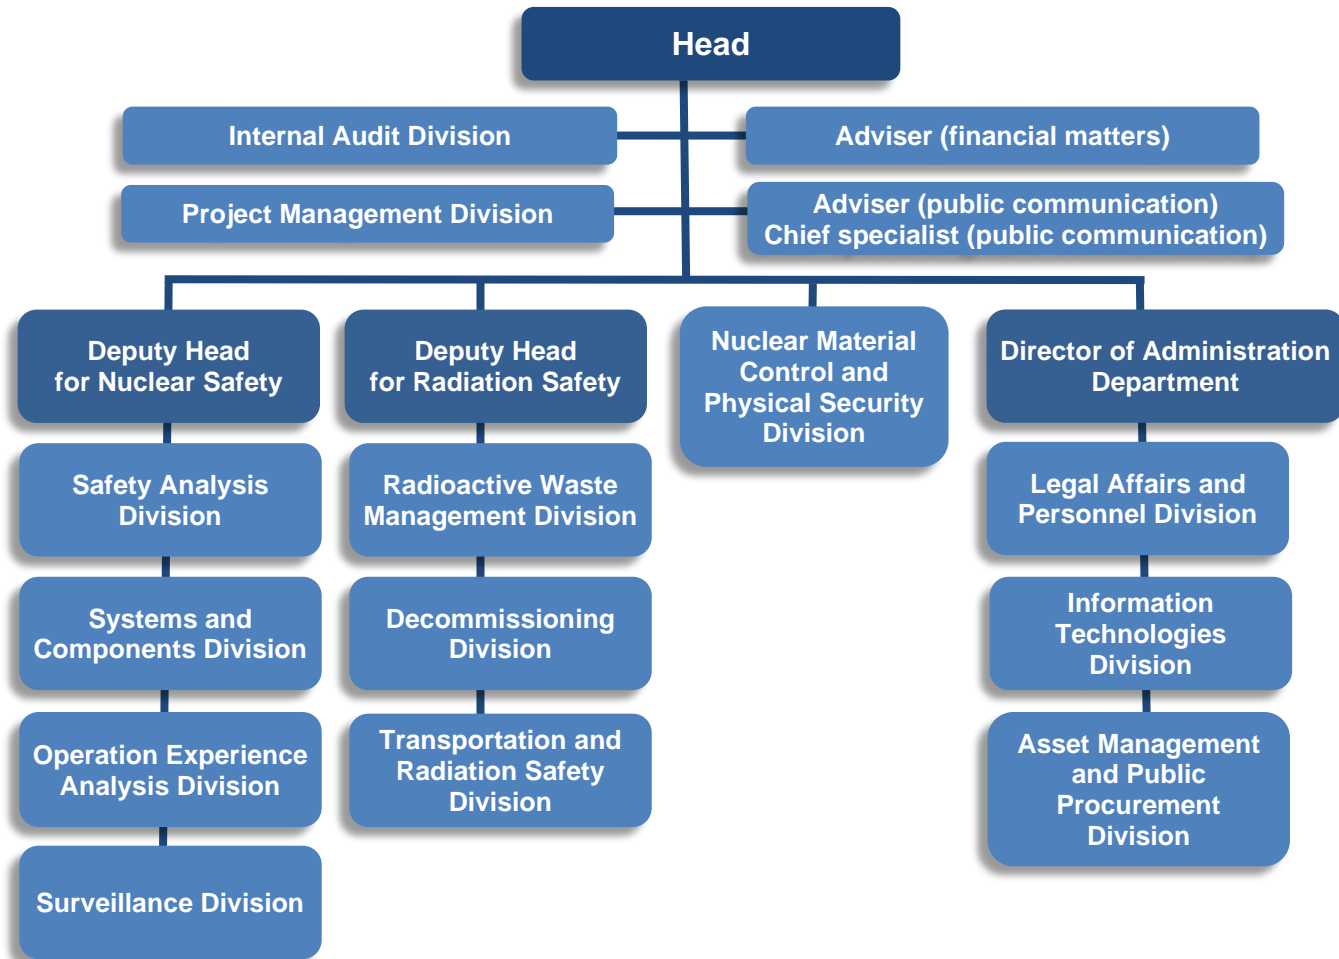 Head
Internal Audit Division
Adviser (financial matters)
Project Management Division
Adviser (public communication)
Chief specialist (public communication)
Deputy Head
for Nuclear Safety
Deputy Head
for Radiation Safety
Nuclear Material
Control and
Physical Security
Division
Director of Administration
Department
Safety Analysis
Division
Radioactive Waste
Management Division
Legal Affairs and
Personnel Division
Systems and
Components Division
Decommissioning
Division
Information
Technologies
Division
Operation Experience
Analysis Division
Transportation and
Radiation Safety
Division
Asset Management
and Public
Procurement
Division
Surveillance Division